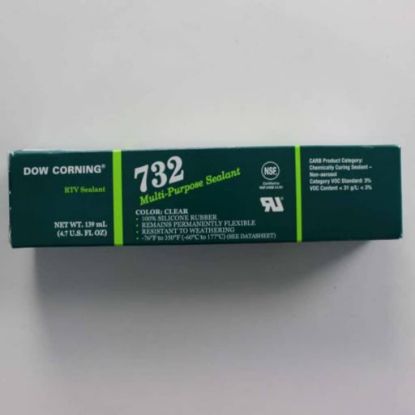 DOW CORNING®
RTV Sealant
NET WT. 139 mL
(4.7 U.S. FL OZ)
732
Multi-Purpose Sealant
COLOR: CLEAR
• 100% SILICONE RUBBER
• REMAINS PERMANENTLY FLEXIBLE
• RESISTANT TO WEATHERING
• -76°F to 350°F (-60°C to 177°C) (SEE DATASHEET)
NSF
CARB Product Category:
Chemically Curing Sealant –
Non-aerosol
Category VOC Standard: 3%
VOC Content < 31 g/L; < 3%